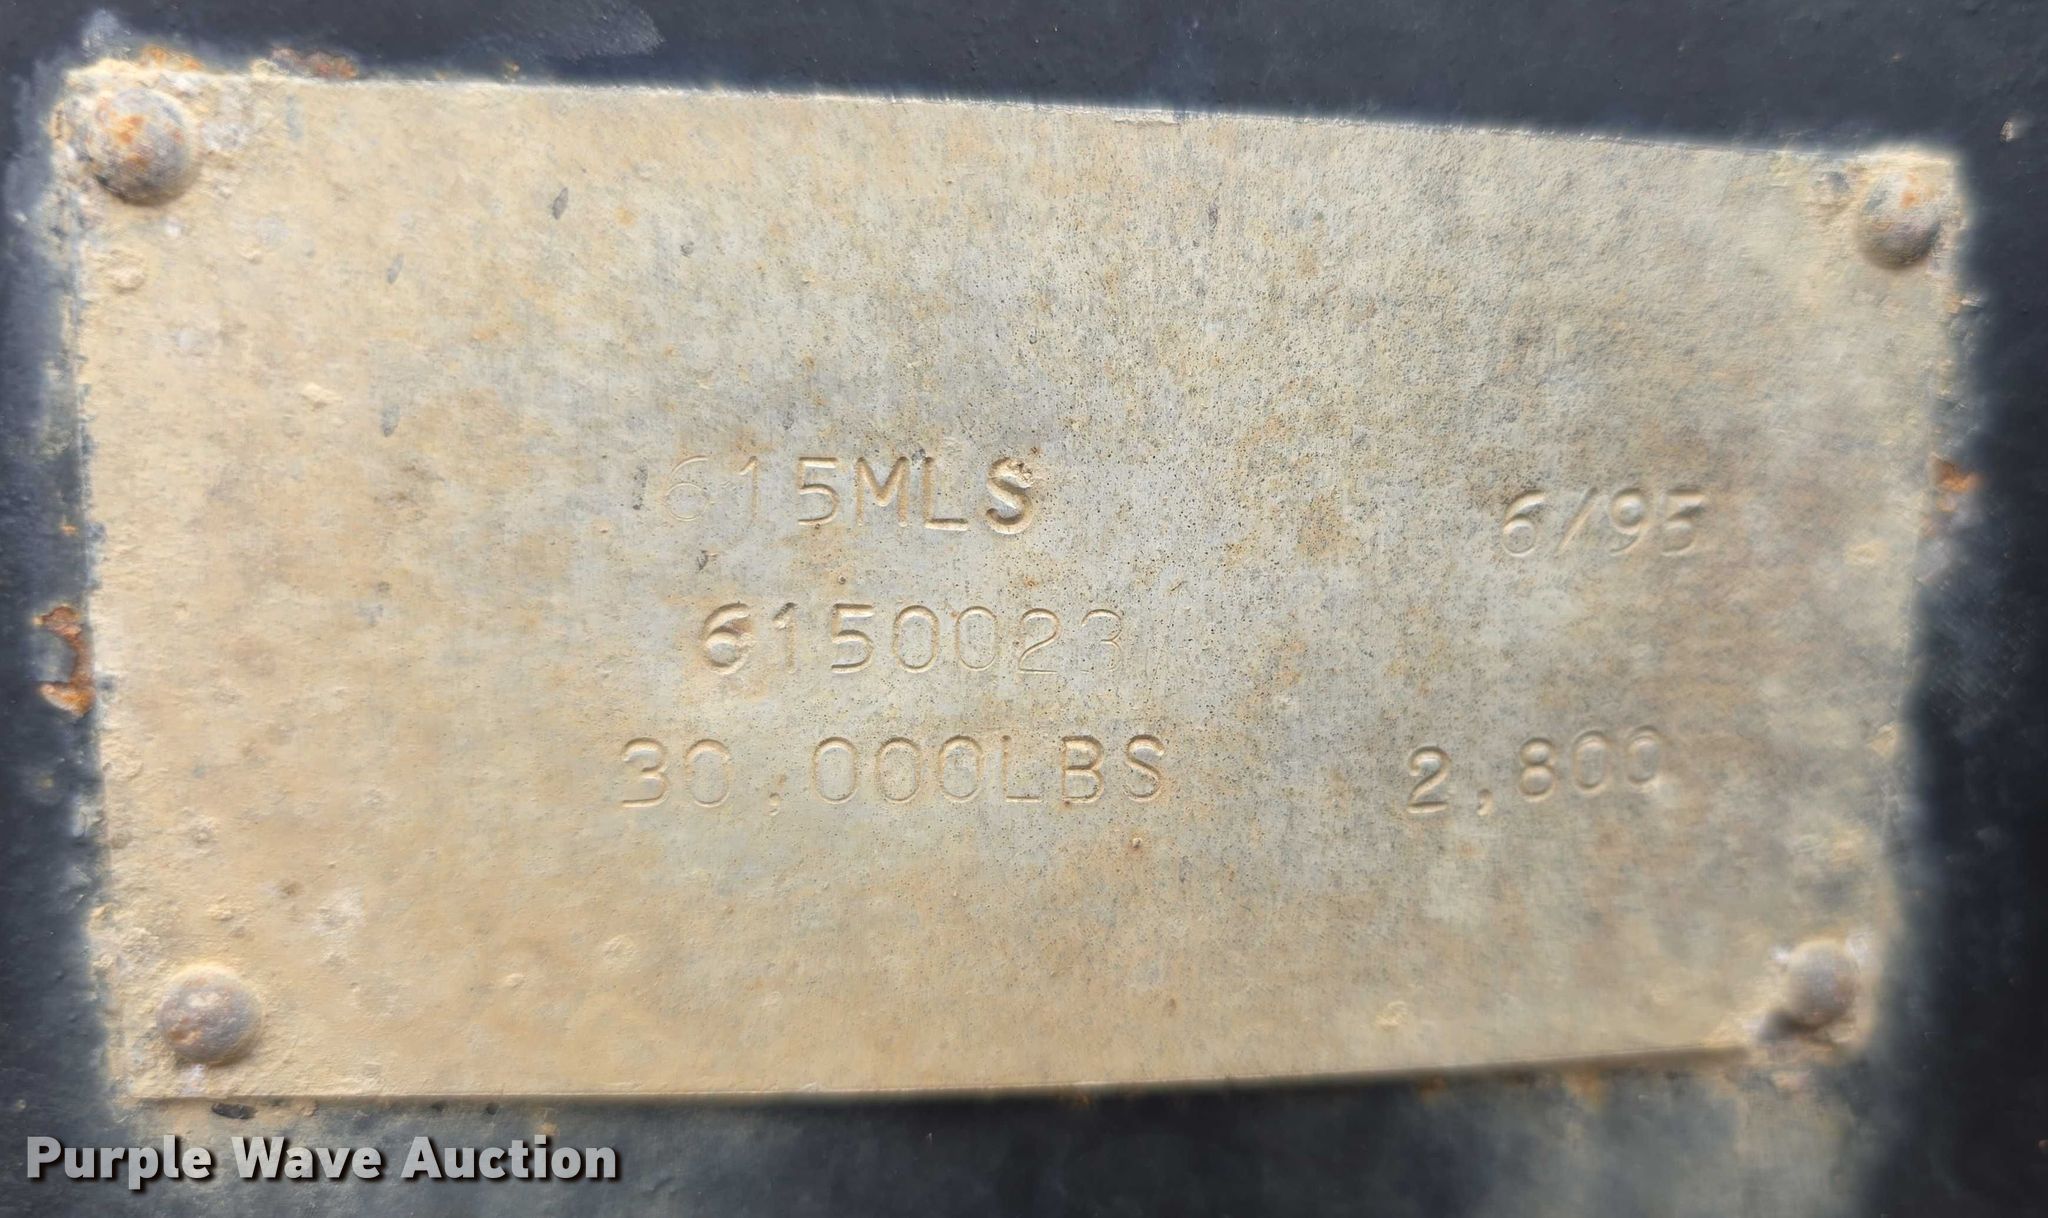 615MLS 6/95
6150023
30,000LBS 2,800
Purple Wave Auction